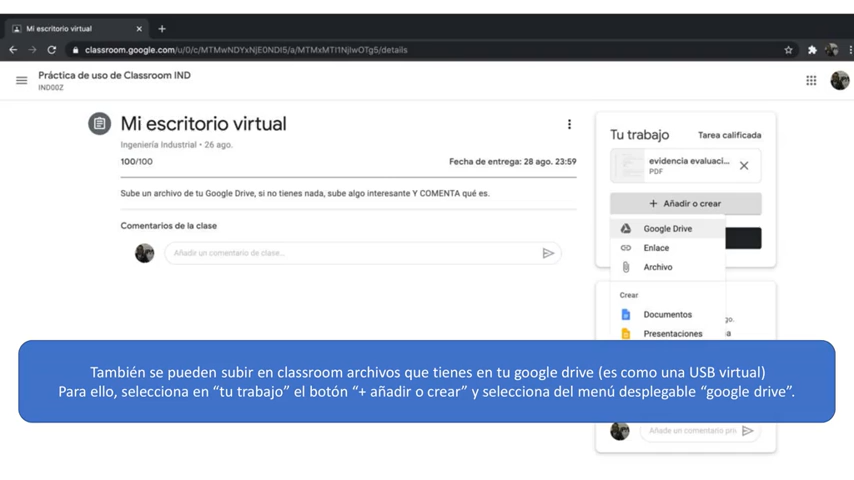 Mi escritorio virtual
classroom.google.com/u/0/c/MTMwNDYxNjE0NDI5/a/MTMxMTI1NjIwOTg5/details
Práctica de uso de Classroom IND
IND00Z
Mi escritorio virtual
Ingeniería Industrial • 26 ago.
100/100
Fecha de entrega: 28 ago. 23:59
Sube un archivo de tu Google Drive, si no tienes nada, sube algo interesante Y COMENTA qué es.
Comentarios de la clase
Añadir un comentario de clase...
Tu trabajo
Tarea calificada
evidencia evaluaci...
PDF
+ Añadir o crear
Google Drive
Enlace
Archivo
Crear
Documentos
Presentaciones
También se pueden subir en classroom archivos que tienes en tu google drive (es como una USB virtual)
Para ello, selecciona en “tu trabajo” el botón “+ añadir o crear” y selecciona del menú desplegable “google drive”.
Añade un comentario pri